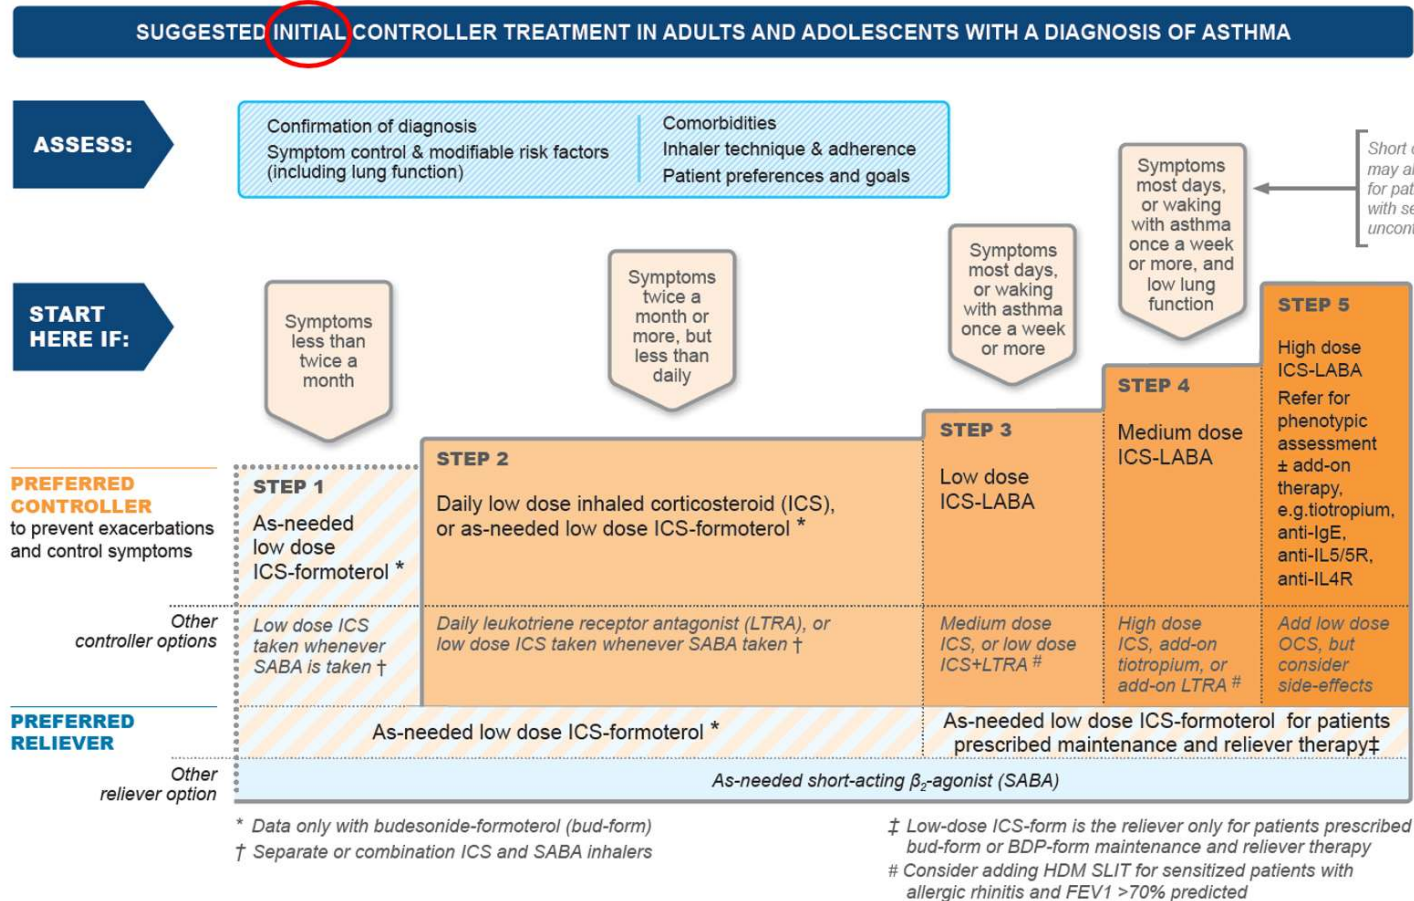 SUGGESTED INITIAL CONTROLLER TREATMENT IN ADULTS AND ADOLESCENTS WITH A DIAGNOSIS OF ASTHMA
ASSESS:
Confirmation of diagnosis
Symptom control & modifiable risk factors
(including lung function)
Comorbidities
Inhaler technique & adherence
Patient preferences and goals
Short
may
for
with
START
HERE IF:
Symptoms
less than
twice a
month
Symptoms
twice a
month or
more, but
less than
daily
Symptoms
most days,
or waking
with asthma
once a week
or more
Symptoms
most days,
or waking
with asthma
once a week
or more, and
low lung
function
PREFERRED
CONTROLLER
to prevent exacerbations
and control symptoms
STEP 1
As-needed
low dose
ICS-formoterol *
STEP 2
Daily low dose inhaled corticosteroid (ICS),
or as-needed low dose ICS-formoterol *
STEP 3
Low dose
ICS-LABA
STEP 4
Medium dose
ICS-LABA
STEP 5
High dose
ICS-LABA
Refer for
phenotypic
assessment
± add-on
therapy,
e.g.tiotropium,
anti-IgE,
anti-IL5/5R,
anti-IL4R
Other
controller options
Low dose ICS
taken whenever
SABA is taken †
Daily leukotriene receptor antagonist (LTRA), or
low dose ICS taken whenever SABA taken †
Medium dose
ICS, or low dose
ICS+LTRA #
High dose
ICS, add-on
tiotropium, or
add-on LTRA #
Add low dose
OCS, but
consider
side-effects
PREFERRED
RELIEVER
As-needed low dose ICS-formoterol *
As-needed low dose ICS-formoterol for patients
prescribed maintenance and reliever therapy‡
Other
reliever option
As-needed short-acting β₂-agonist (SABA)
* Data only with budesonide-formoterol (bud-form)
† Separate or combination ICS and SABA inhalers
‡ Low-dose ICS-form is the reliever only for patients prescribed
bud-form or BDP-form maintenance and reliever therapy
# Consider adding HDM SLIT for sensitized patients with
allergic rhinitis and FEV1 >70% predicted